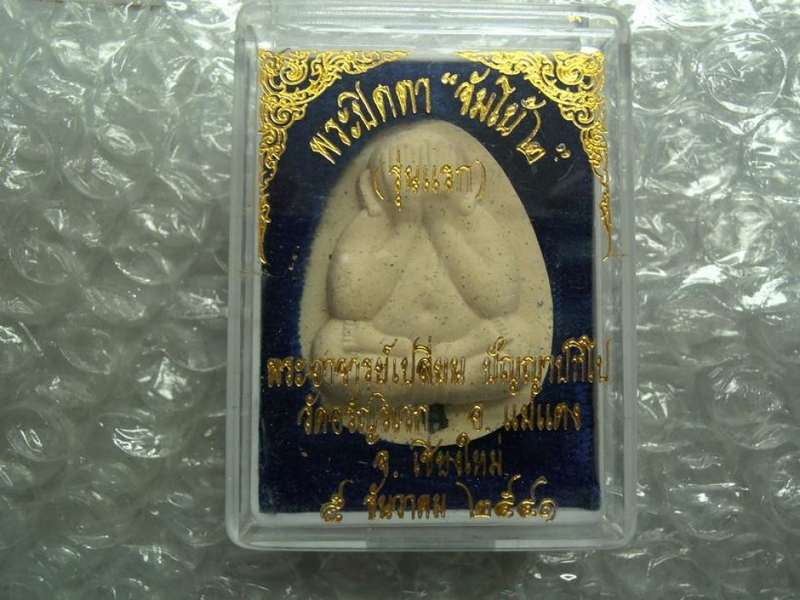 พระปิดตา "จัมโบ้ ๒"
(รุ่นแรก)
พระอาจารย์เปลี่ยน ปัญญาปทีโป
วัดอรัญวิเวก อ. แม่แตง
จ. เชียงใหม่
๕ ธันวาคม ๒๕๔๑